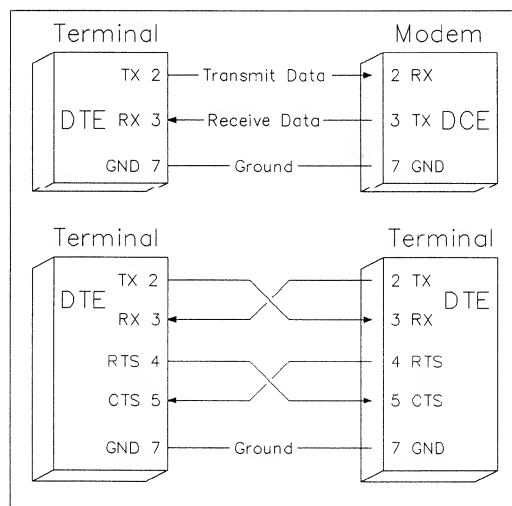 Terminal Modem
TX 2 Transmit Data 2 RX
DTE RX 3 Receive Data 3 TX DCE
GND 7 Ground 7 GND
Terminal Terminal
TX 2 2 TX
DTE DTE
RX 3 3 RX
RTS 4 4 RTS
CTS 5 5 CTS
GND 7 Ground 7 GND